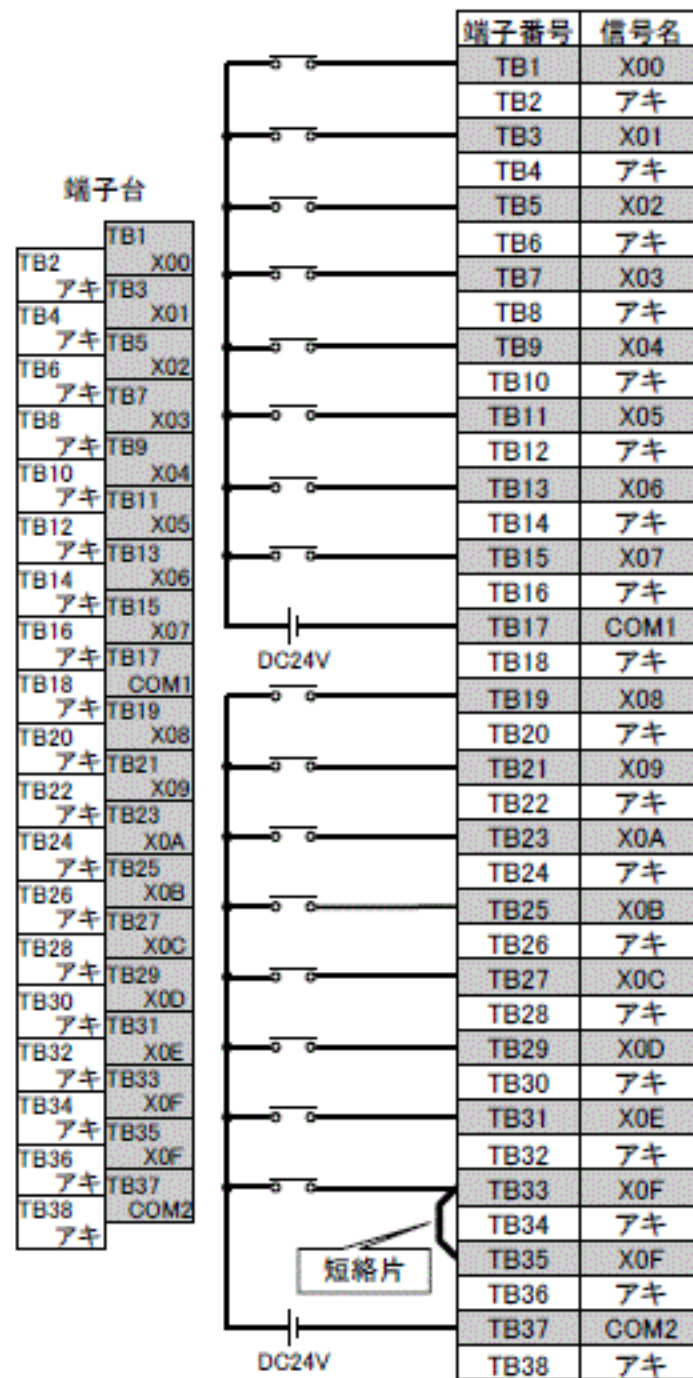 端子台
TB1
X00
TB2
アキ
TB3
X01
TB4
アキ
TB5
X02
TB6
アキ
TB7
X03
TB8
アキ
TB9
X04
TB10
アキ
TB11
X05
TB12
アキ
TB13
X06
TB14
アキ
TB15
X07
TB16
アキ
TB17
COM1
TB18
アキ
TB19
X08
TB20
アキ
TB21
X09
TB22
アキ
TB23
X0A
TB24
アキ
TB25
X0B
TB26
アキ
TB27
X0C
TB28
アキ
TB29
X0D
TB30
アキ
TB31
X0E
TB32
アキ
TB33
X0F
TB34
アキ
TB35
X0F
TB36
アキ
TB37
COM2
TB38
アキ
DC24V
短絡片
DC24V
端子番号 信号名
TB1 X00
TB2 アキ
TB3 X01
TB4 アキ
TB5 X02
TB6 アキ
TB7 X03
TB8 アキ
TB9 X04
TB10 アキ
TB11 X05
TB12 アキ
TB13 X06
TB14 アキ
TB15 X07
TB16 アキ
TB17 COM1
TB18 アキ
TB19 X08
TB20 アキ
TB21 X09
TB22 アキ
TB23 X0A
TB24 アキ
TB25 X0B
TB26 アキ
TB27 X0C
TB28 アキ
TB29 X0D
TB30 アキ
TB31 X0E
TB32 アキ
TB33 X0F
TB34 アキ
TB35 X0F
TB36 アキ
TB37 COM2
TB38 アキ